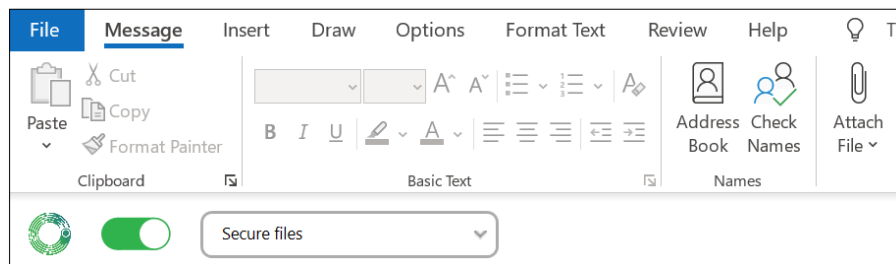 File Message Insert Draw Options Format Text Review Help
Paste
Cut
Copy
Format Painter
Clipboard
B I U A
Basic Text
Address Book
Check Names
Names
Attach File
Secure files